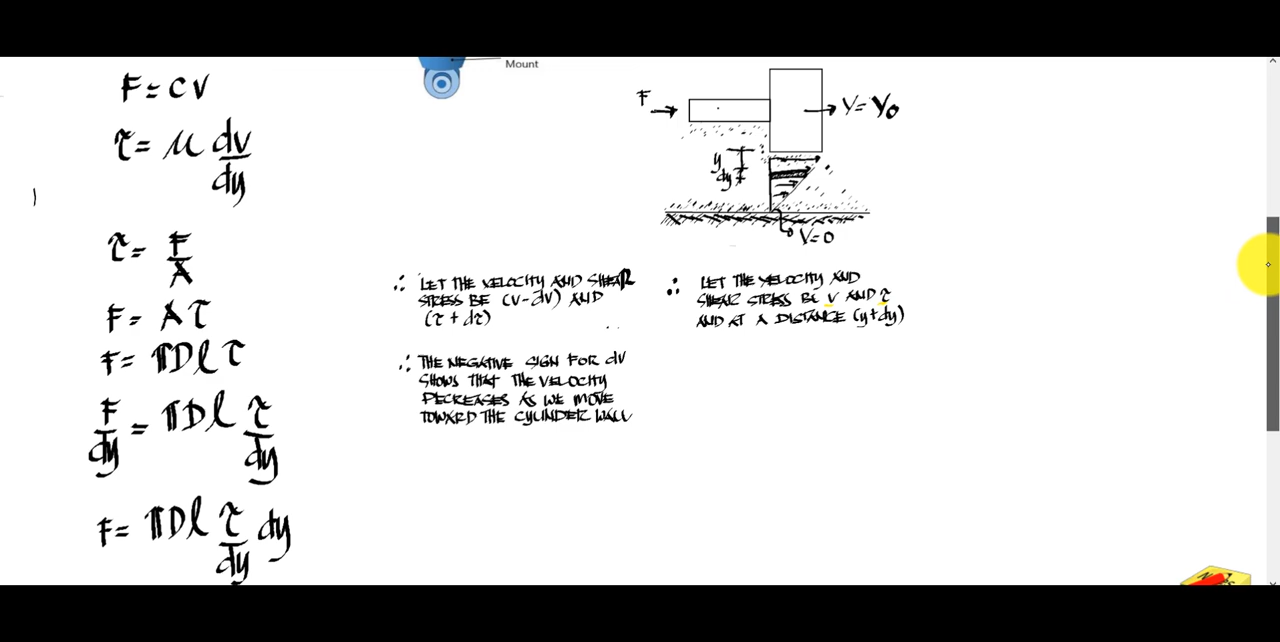 F = CV
τ = μ dv/dy
τ = F/A
F = Aτ
F = πDl τ
F/dy = πDl τ/dy
F = πDl τ/dy dy
Mount
F
V = V₀
y
dy
V=0
∴ LET THE VELOCITY AND SHEAR
STRESS BE (V-dV) AND
(τ + dτ)
∴ THE NEGATIVE SIGN FOR dV
SHOWS THAT THE VELOCITY
DECREASES AS WE MOVE
TOWARD THE CYLINDER WALL
∴ LET THE VELOCITY AND
SHEAR STRESS BE V AND τ
AND AT A DISTANCE (y+dy)